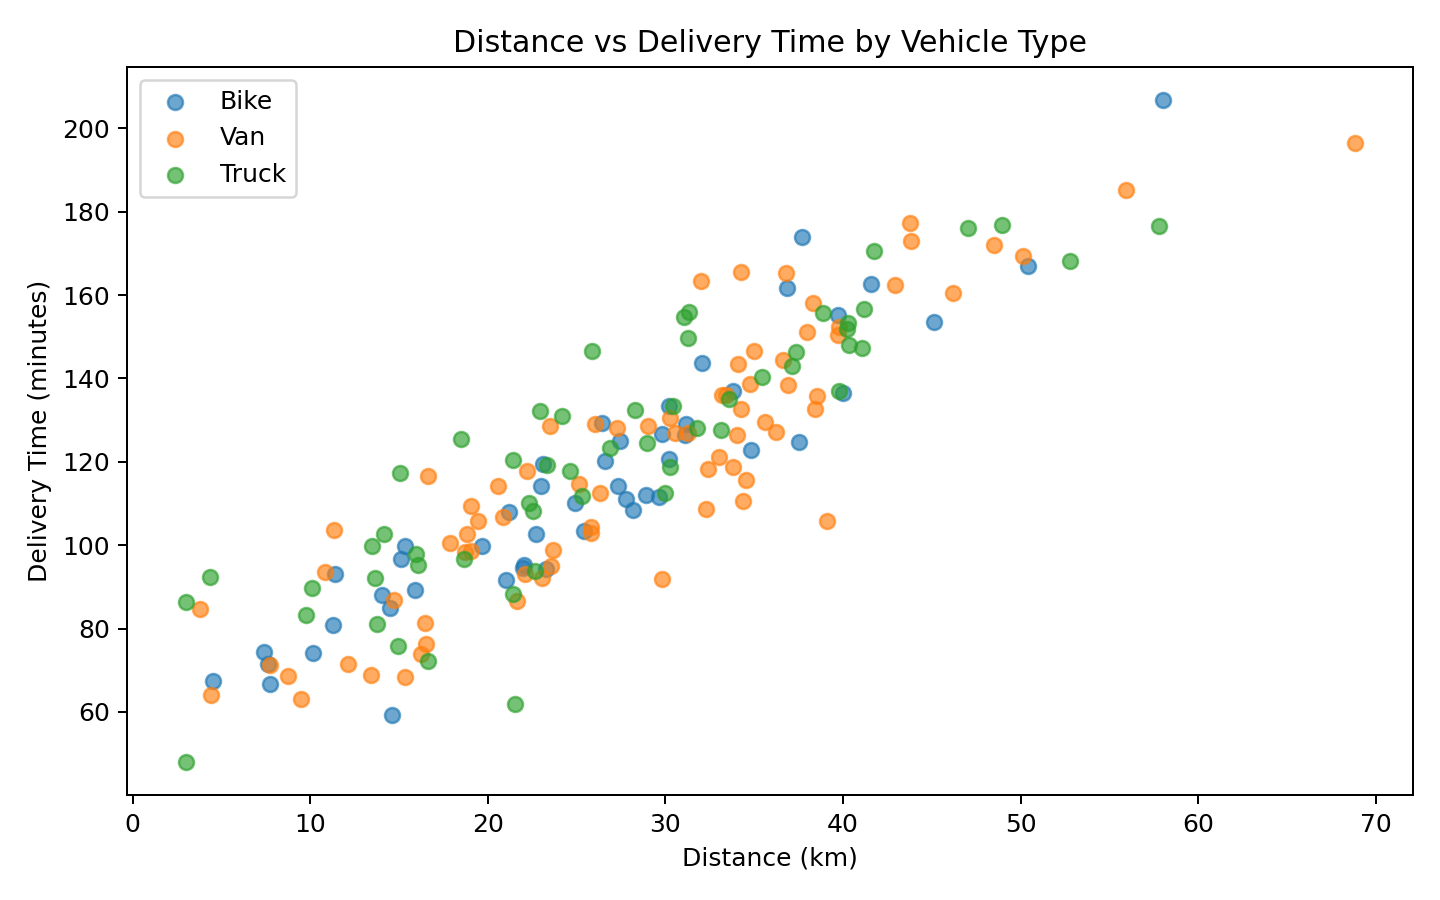 Distance vs Delivery Time by Vehicle Type
Bike
Van
Truck
Delivery Time (minutes)
200
180
160
140
120
100
80
60
0 10 20 30 40 50 60 70
Distance (km)